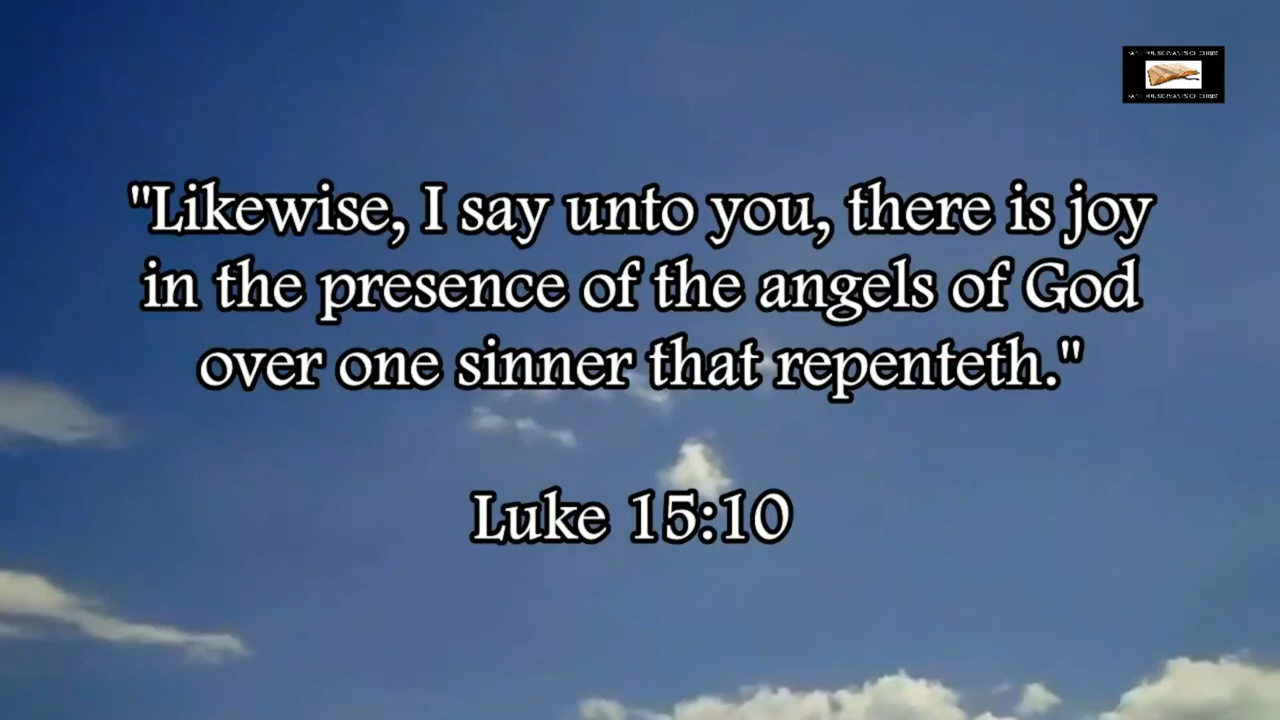 "Likewise, I say unto you, there is joy
in the presence of the angels of God
over one sinner that repenteth."
Luke 15:10